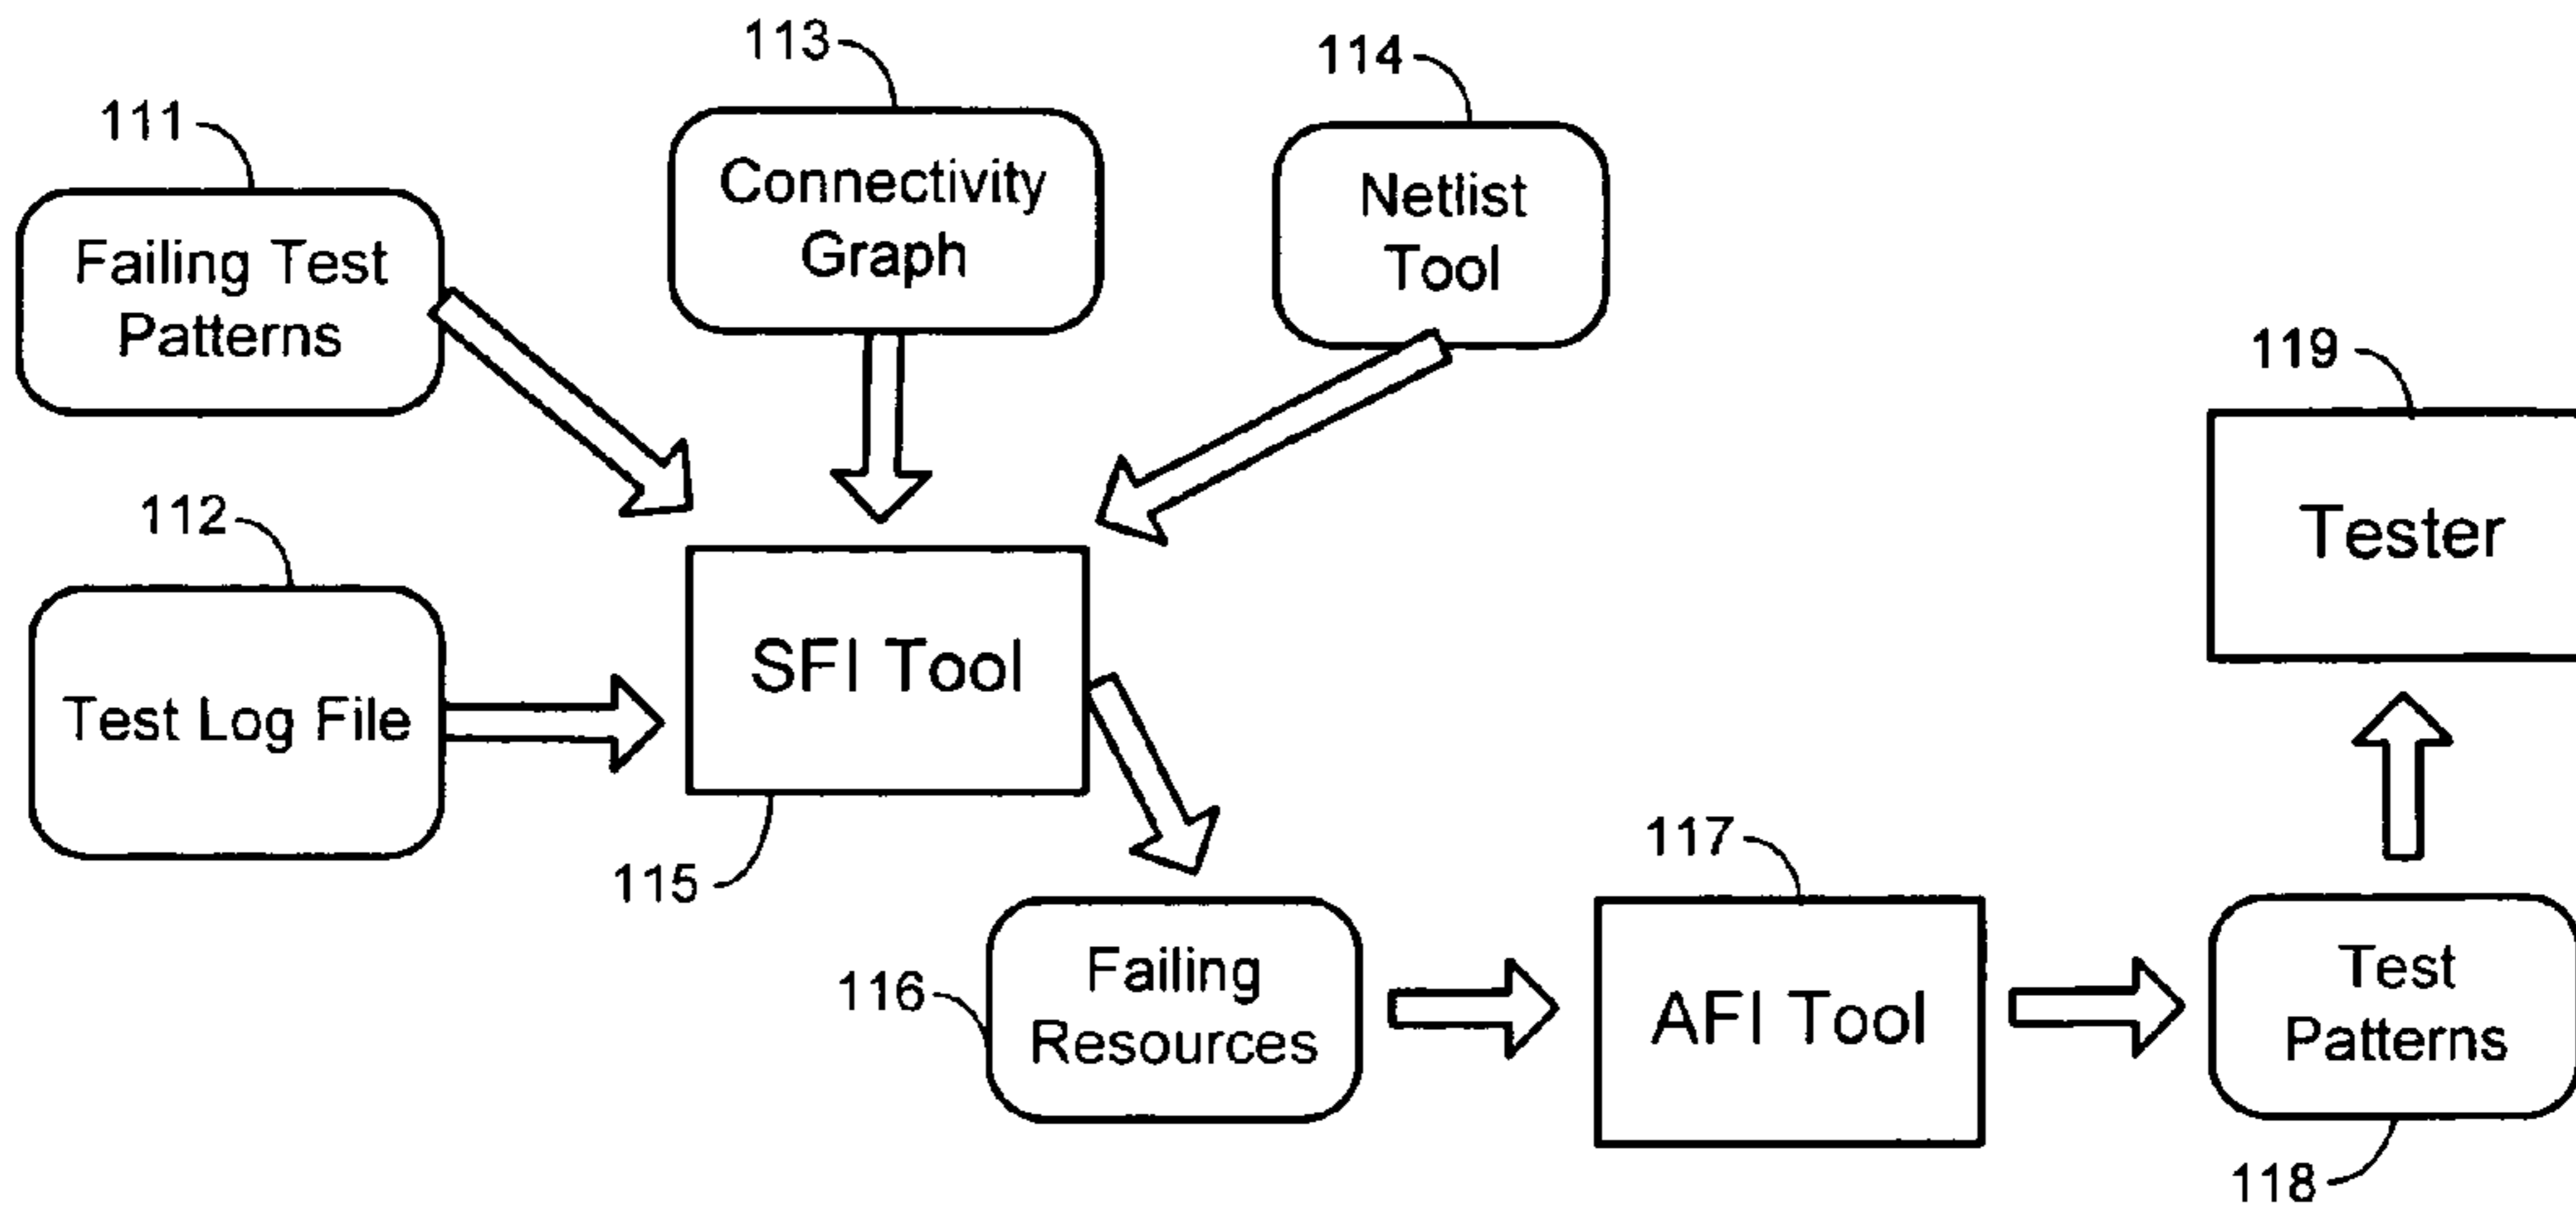 113
114
111
Connectivity
Graph
Netlist
Tool
Failing Test
Patterns
119
112
Tester
SFI Tool
Test Log File
117
115
116
Failing
Resources
AFI Tool
Test
Patterns
118